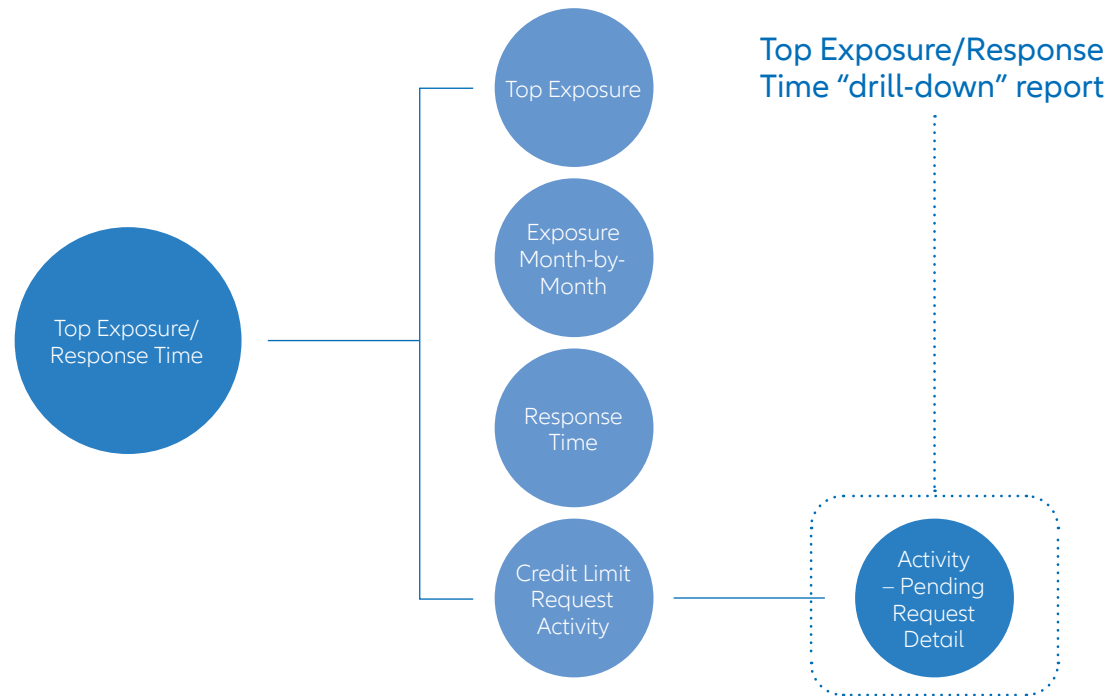 Top Exposure/Response
Time “drill-down” report
Top Exposure
Exposure
Month-by-
Month
Top Exposure/
Response Time
Response
Time
Credit Limit
Request
Activity
Activity
– Pending
Request
Detail